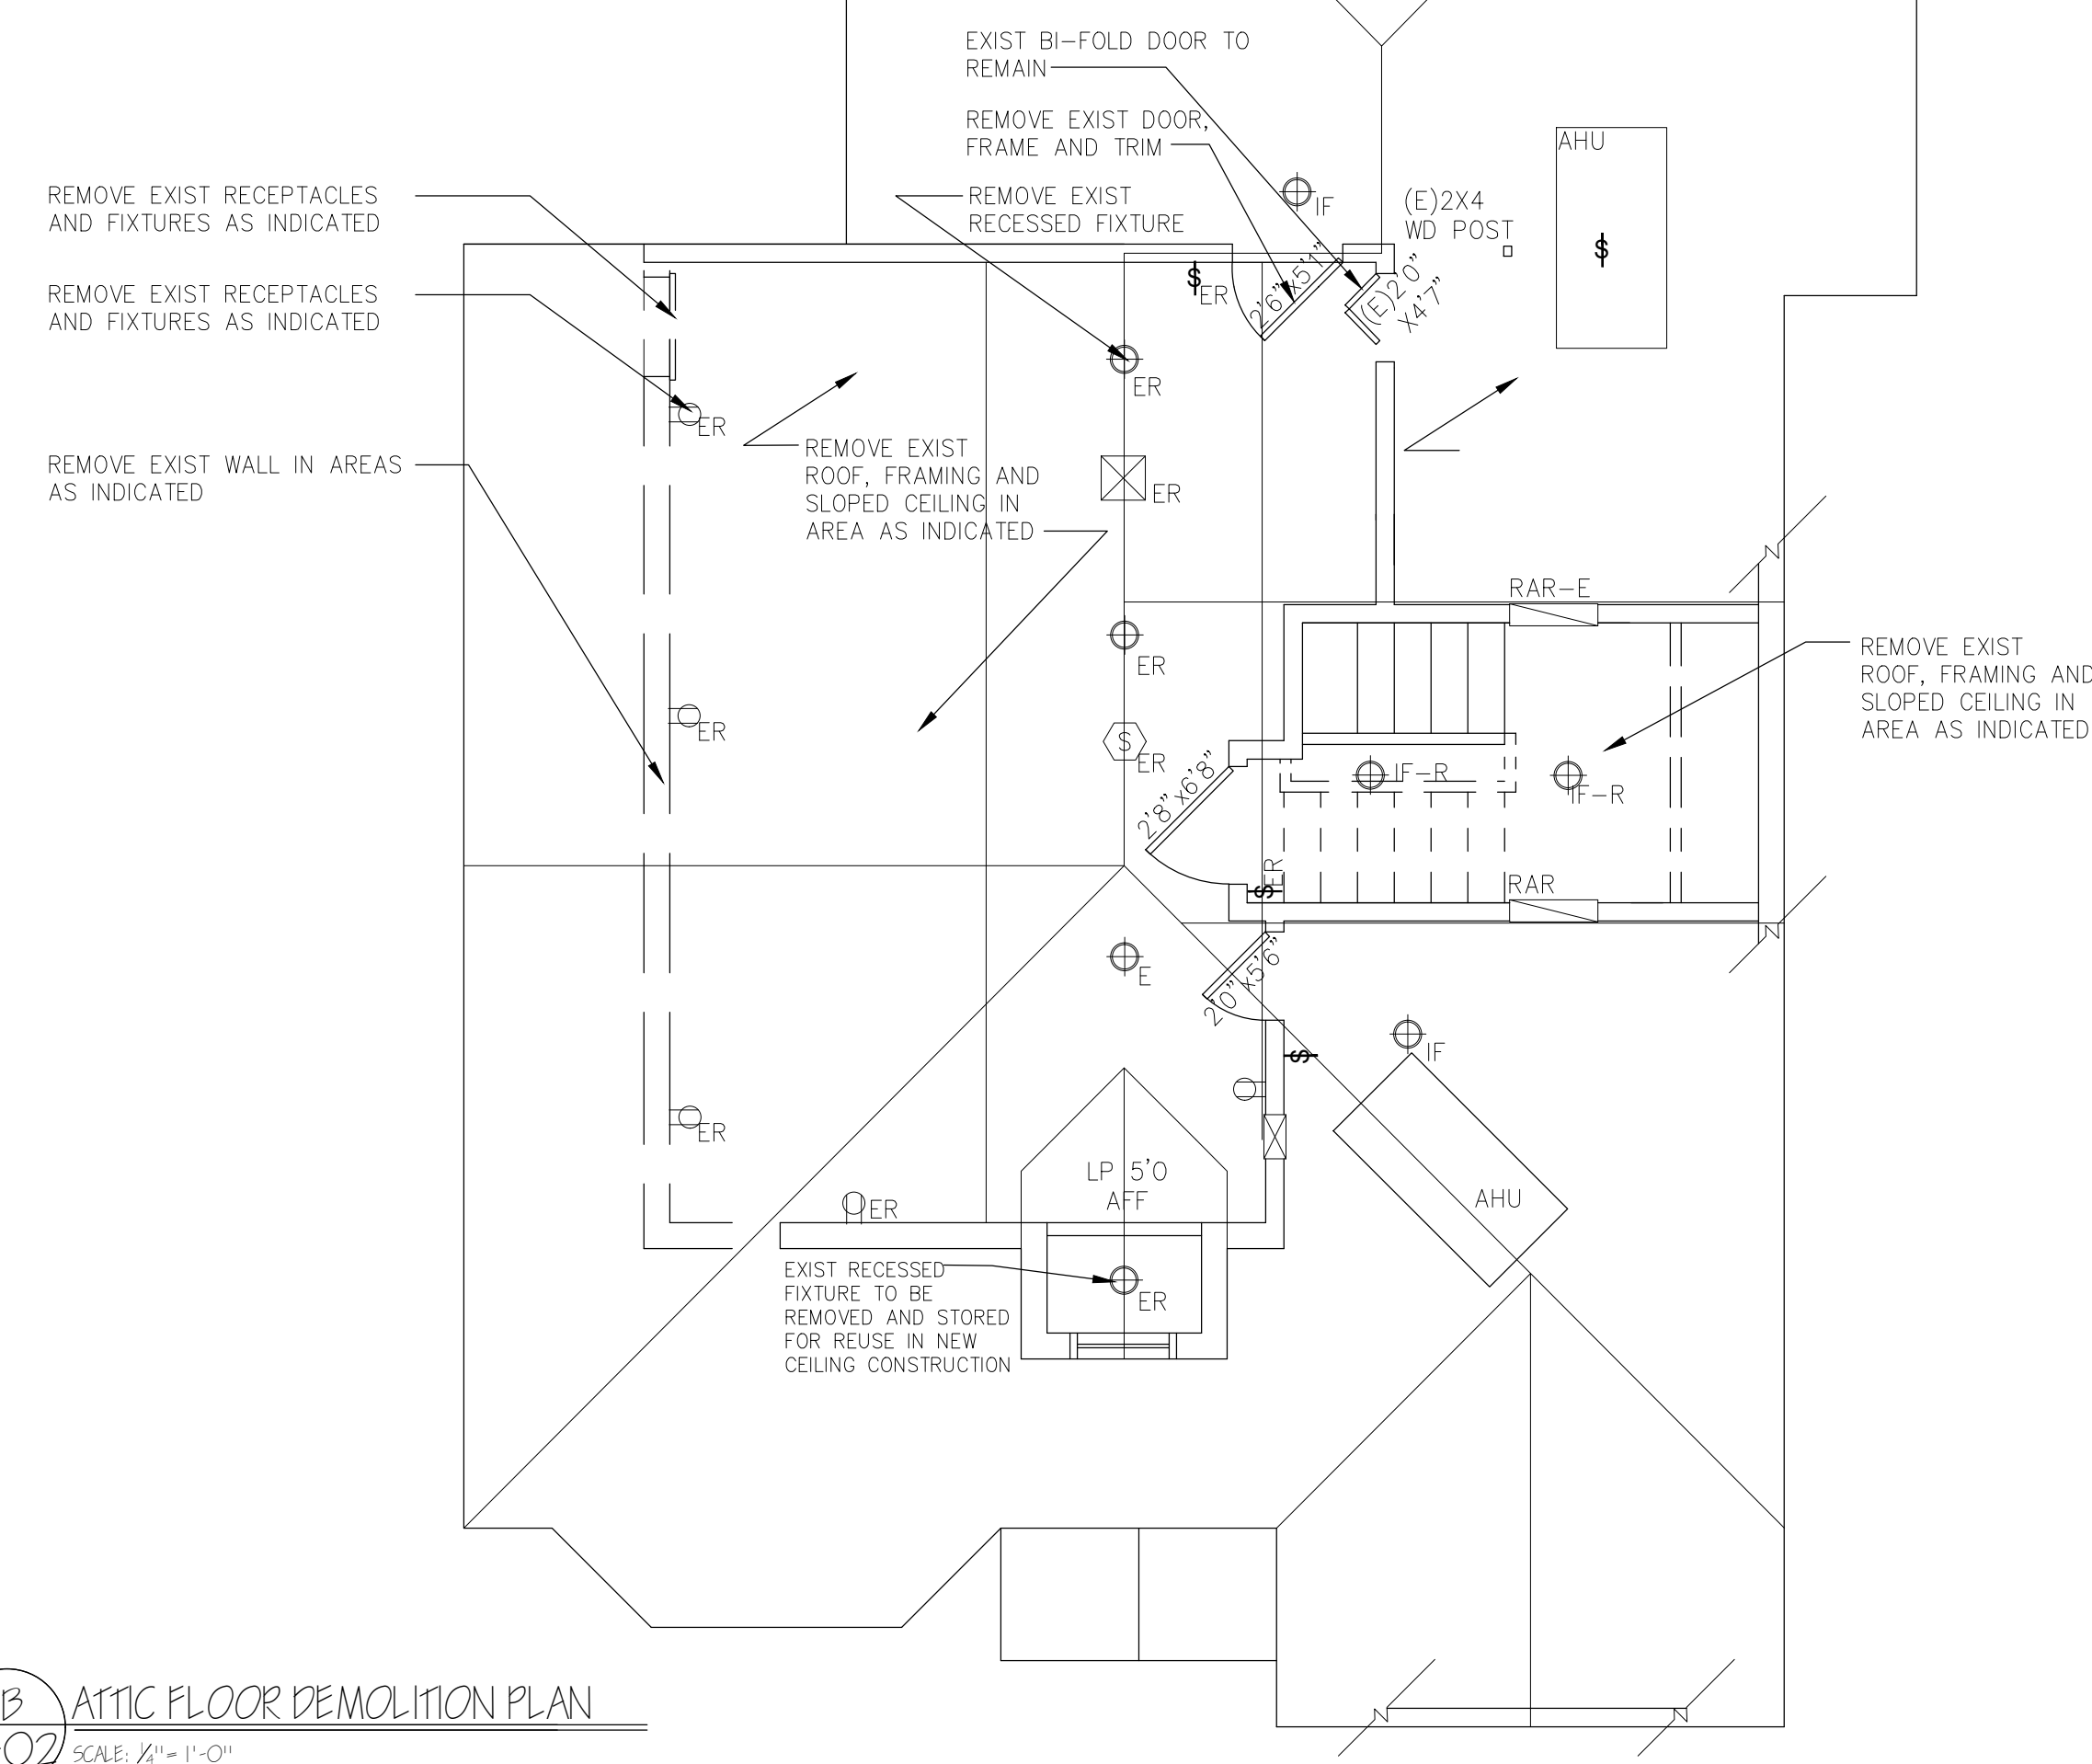 EXIST BI-FOLD DOOR TO
REMAIN
REMOVE EXIST DOOR,
FRAME AND TRIM
REMOVE EXIST
RECESSED FIXTURE
AHU
$
(E)2X4
WD POST
IF
REMOVE EXIST RECEPTACLES
AND FIXTURES AS INDICATED
REMOVE EXIST RECEPTACLES
AND FIXTURES AS INDICATED
REMOVE EXIST WALL IN AREAS
AS INDICATED
$
ER
2'6"x5'1"
(E)2'0"
X4'7"
ER
ER
REMOVE EXIST
ROOF, FRAMING AND
SLOPED CEILING IN
AREA AS INDICATED
ER
RAR-E
REMOVE EXIST
ROOF, FRAMING AND
SLOPED CEILING IN
AREA AS INDICATED
ER
ER
S
ER
2'8"x6'8"
IF-R
IF-R
ER
$
RAR
E
2'0"x5'6"
IF
$
ER
LP 5'0
AFF
AHU
ER
EXIST RECESSED
FIXTURE TO BE
REMOVED AND STORED
FOR REUSE IN NEW
CEILING CONSTRUCTION
ER
B
02
ATTIC FLOOR DEMOLITION PLAN
SCALE: 1/4" = 1'-0"